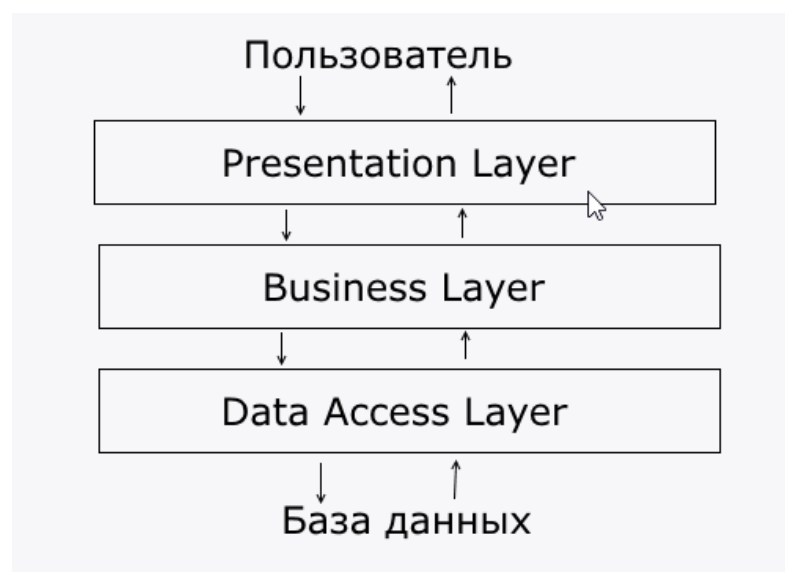 Пользователь
Presentation Layer
Business Layer
Data Access Layer
База данных